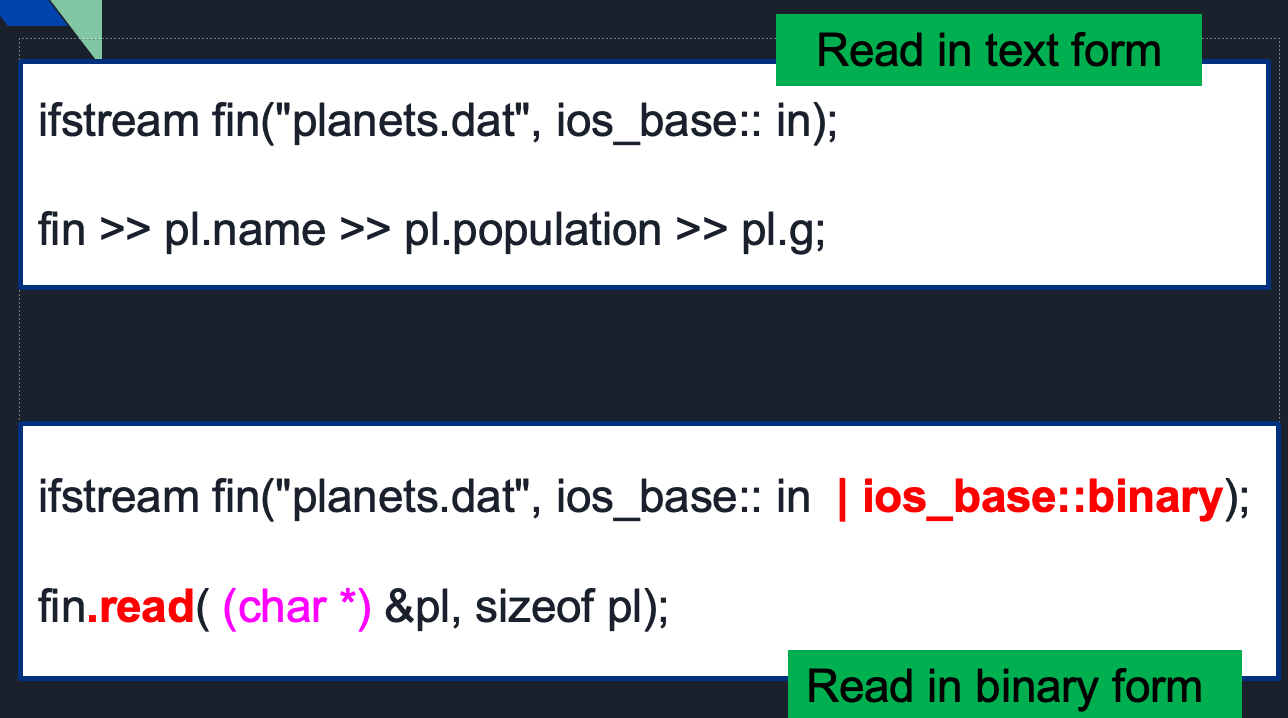 Read in text form
ifstream fin("planets.dat", ios_base:: in);
fin >> pl.name >> pl.population >> pl.g;
ifstream fin("planets.dat", ios_base:: in | ios_base::binary);
fin.read( (char *) &pl, sizeof pl);
Read in binary form